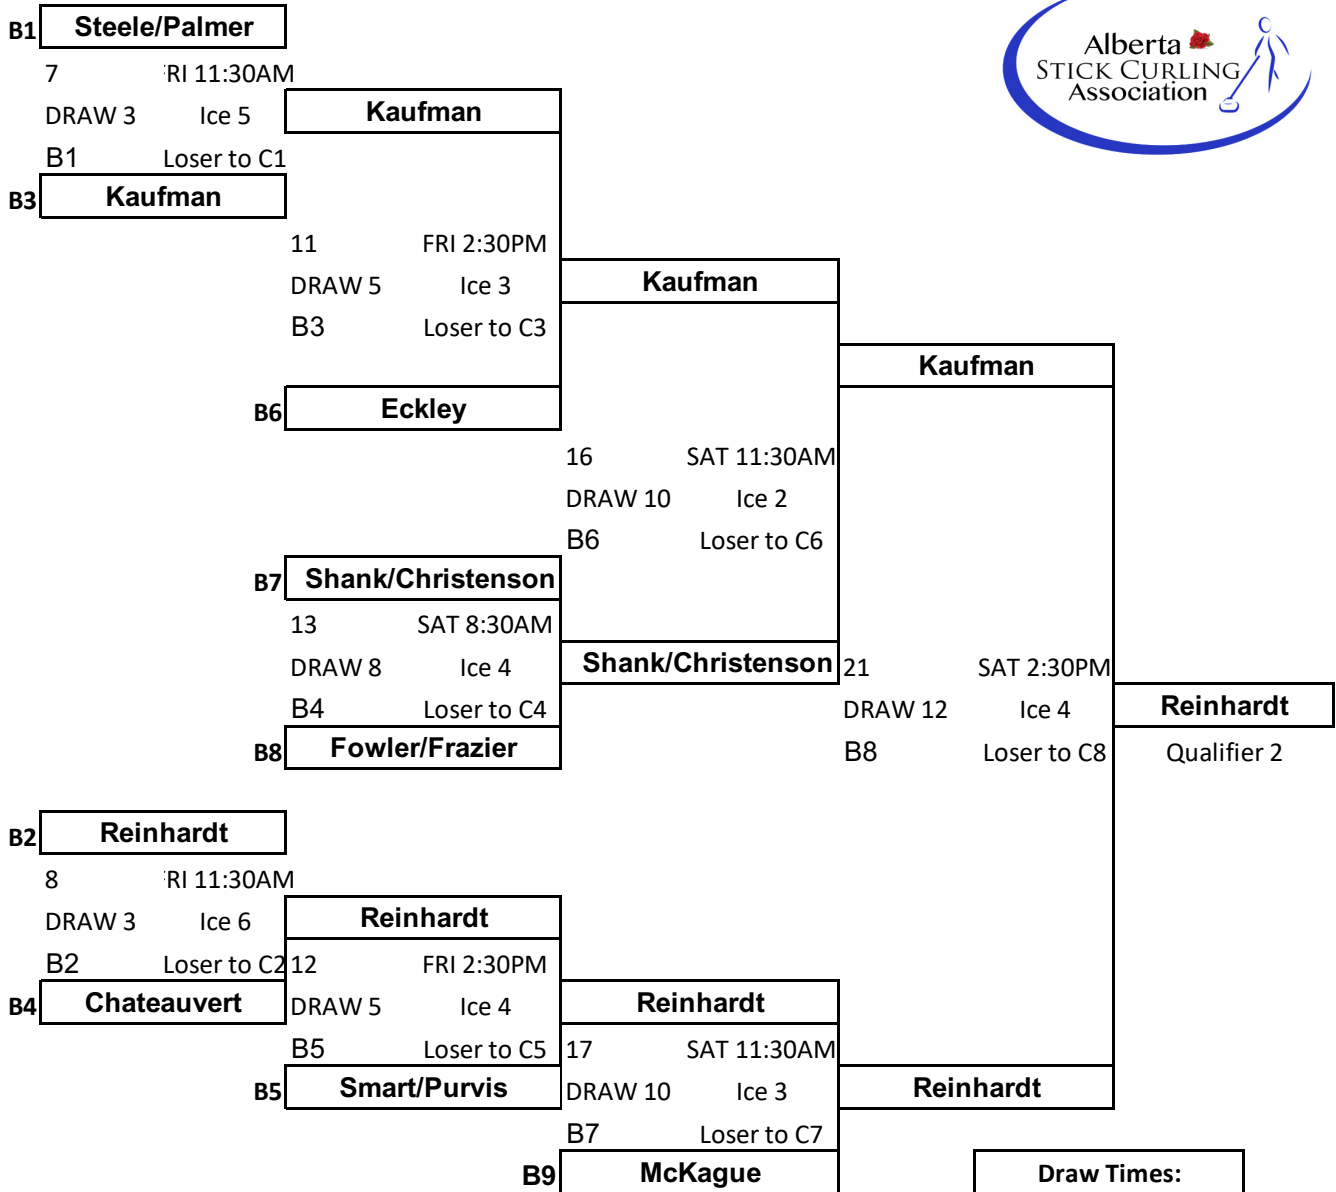 Alberta
STICK CURLING
Association
B1 Steele/Palmer
7 FRI 11:30AM
Kaufman
DRAW 3 Ice 5
B1 Loser to C1
B3 Kaufman
11 FRI 2:30PM
Kaufman
DRAW 5 Ice 3
B3 Loser to C3
Kaufman
B6 Eckley
16 SAT 11:30AM
DRAW 10 Ice 2
B6 Loser to C6
B7 Shank/Christenson
13 SAT 8:30AM
Shank/Christenson
DRAW 8 Ice 4
21 SAT 2:30PM
B4 Loser to C4
DRAW 12 Ice 4
Reinhardt
B8 Fowler/Frazier
B8 Loser to C8
Qualifier 2
B2 Reinhardt
8 FRI 11:30AM
DRAW 3 Ice 6
Reinhardt
B2 Loser to C2
12 FRI 2:30PM
B4 Chateauvert
DRAW 5 Ice 4
Reinhardt
B5 Loser to C5
17 SAT 11:30AM
B5 Smart/Purvis
DRAW 10 Ice 3
Reinhardt
B7 Loser to C7
B9 McKague
Draw Times: